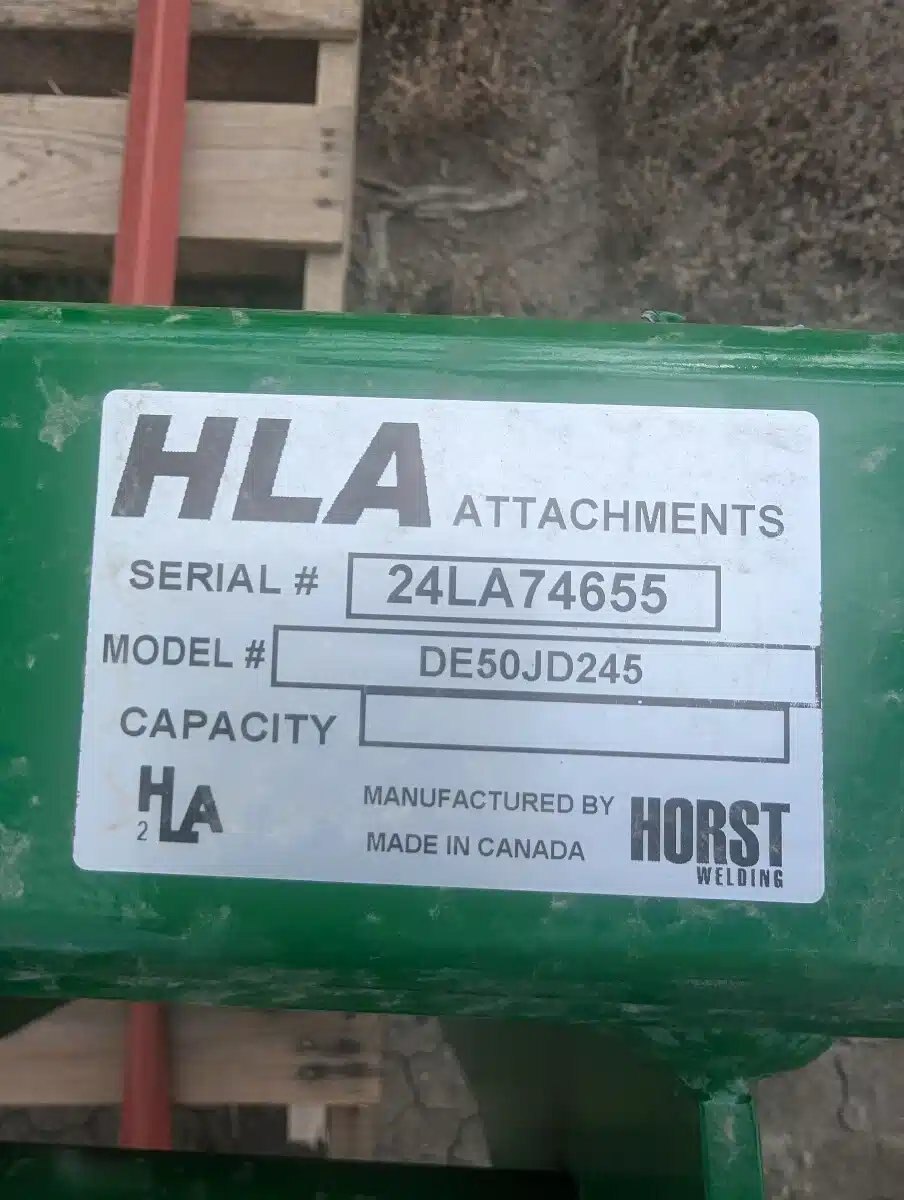 HLA ATTACHMENTS
SERIAL # 24LA74655
MODEL # DE50JD245
CAPACITY
HLA
2
MANUFACTURED BY
MADE IN CANADA
HORST
WELDING